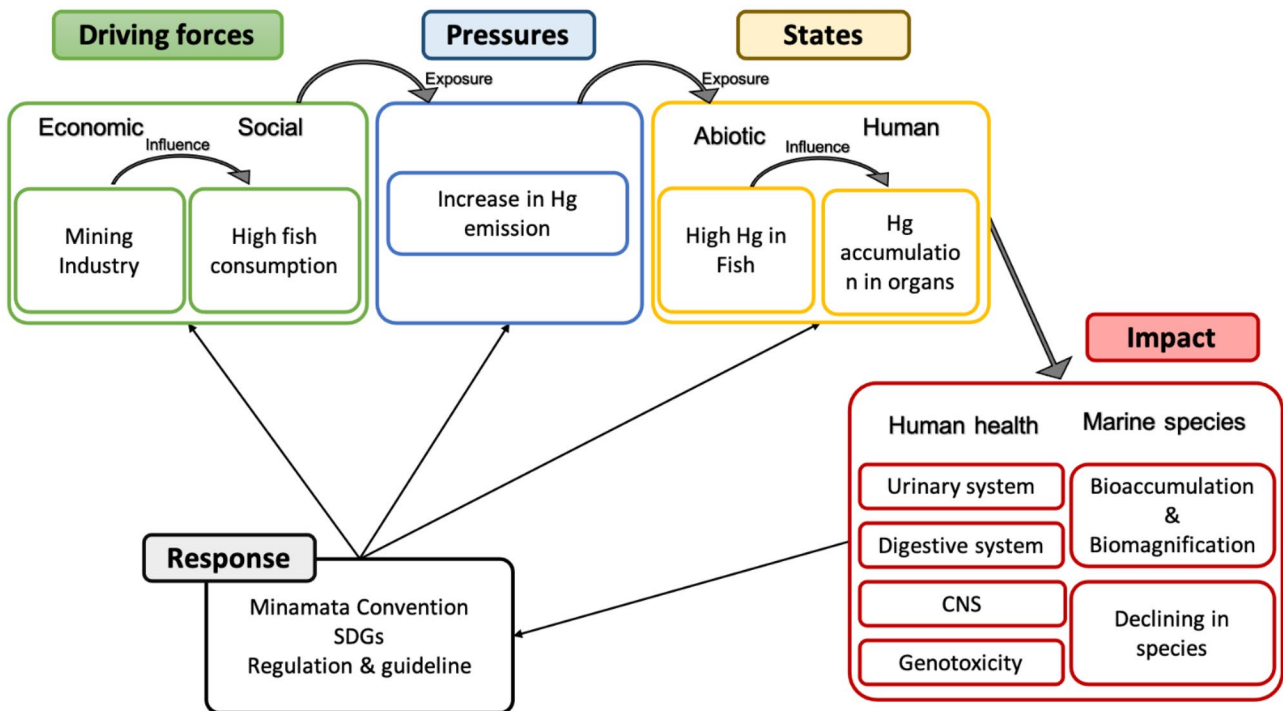 Driving forces
Pressures
States
Exposure
Exposure
Economic
Social
Influence
Mining
Industry
High fish
consumption
Increase in Hg
emission
Abiotic
Human
Influence
High Hg in
Fish
Hg
accumulatio
n in organs
Impact
Human health
Marine species
Urinary system
Digestive system
CNS
Genotoxicity
Bioaccumulation
&
Biomagnification
Declining in
species
Response
Minamata Convention
SDGs
Regulation & guideline